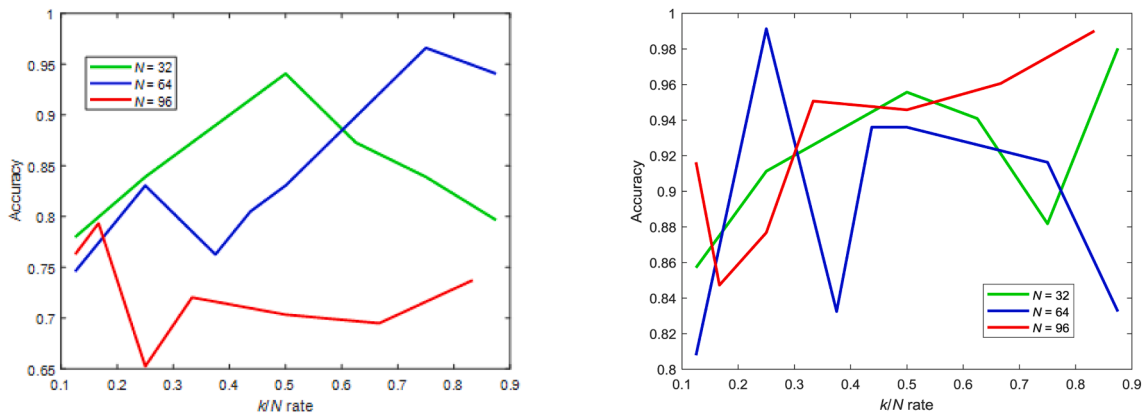 1
0.95
0.9
0.85
0.8
0.75
0.7
0.65
Accuracy
N = 32
N = 64
N = 96
0.1 0.2 0.3 0.4 0.5 0.6 0.7 0.8 0.9
k/N rate
1
0.98
0.96
0.94
0.92
0.9
0.88
0.86
0.84
0.82
0.8
Accuracy
N = 32
N = 64
N = 96
0.1 0.2 0.3 0.4 0.5 0.6 0.7 0.8 0.9
k/N rate